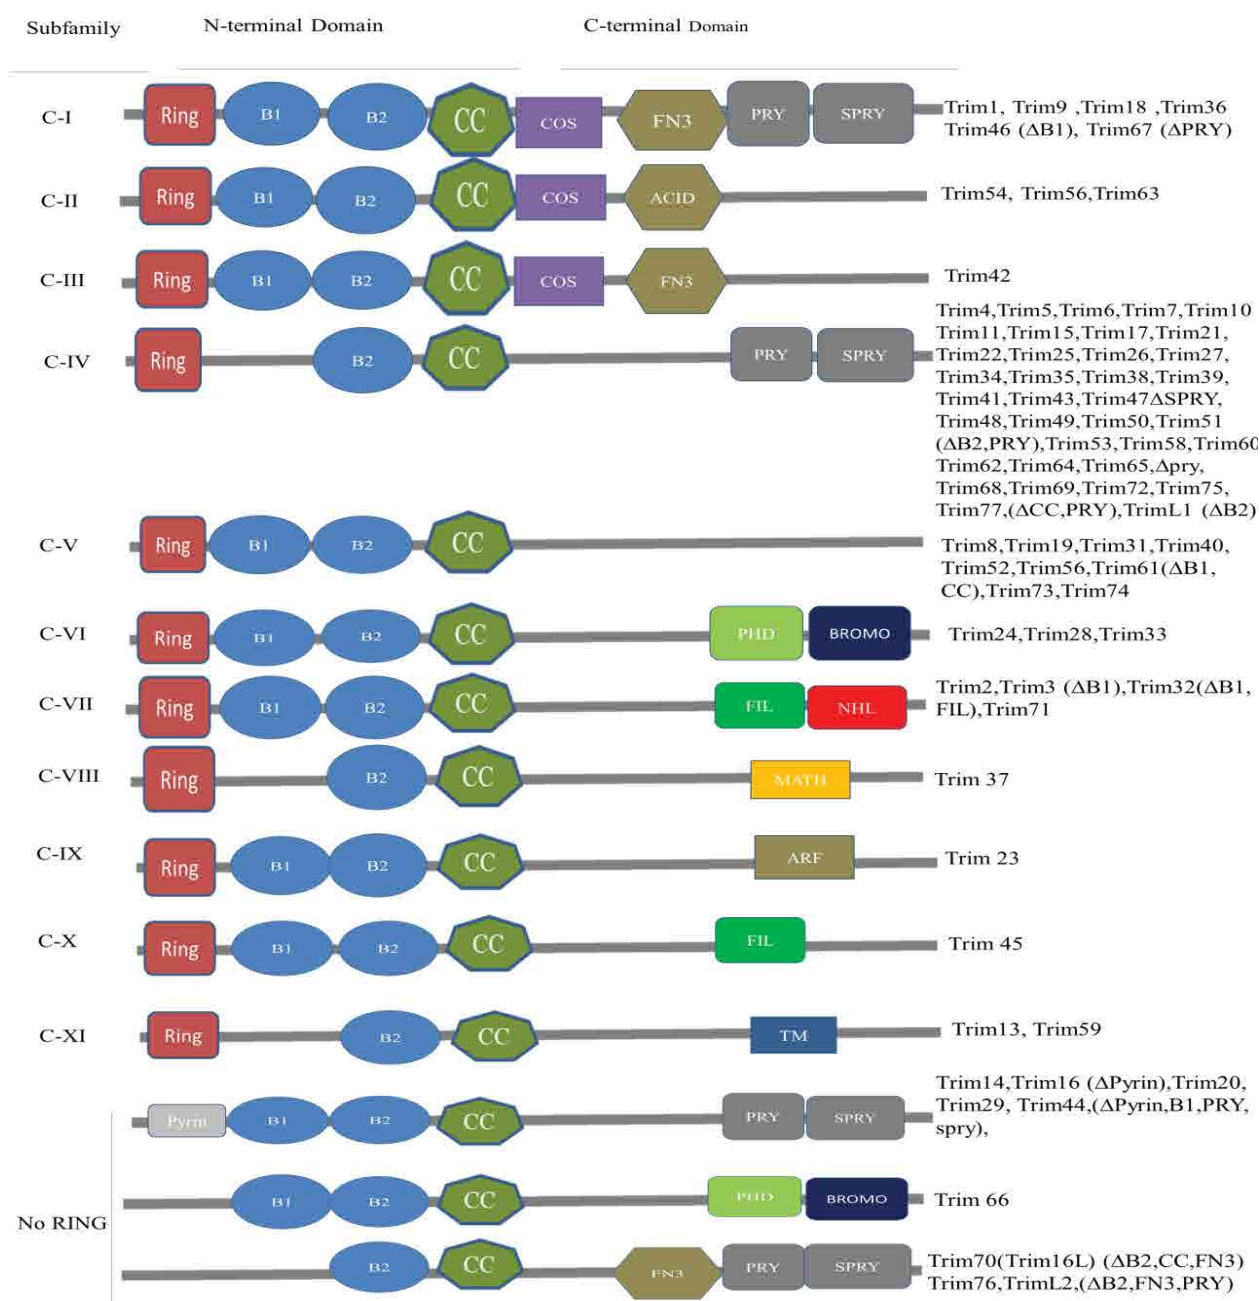 Subfamily N-terminal Domain C-terminal Domain
C-I Ring B1 B2 CC COS FN3 PRY SPRY
Trim1, Trim9 ,Trim18 ,Trim36
Trim46 (ΔB1), Trim67 (ΔPRY)
C-II Ring B1 B2 CC COS ACID
Trim54, Trim56,Trim63
C-III Ring B1 B2 CC COS FN3
Trim42
C-IV Ring B2 CC PRY SPRY
Trim4,Trim5,Trim6,Trim7,Trim10
Trim11,Trim15,Trim17,Trim21,
Trim22,Trim25,Trim26,Trim27,
Trim34,Trim35,Trim38,Trim39,
Trim41,Trim43,Trim47ΔSPRY,
Trim48,Trim49,Trim50,Trim51
(ΔB2,PRY),Trim53,Trim58,Trim60
Trim62,Trim64,Trim65,Δpry,
Trim68,Trim69,Trim72,Trim75,
Trim77,(ΔCC,PRY),TrimL1 (ΔB2)
C-V Ring B1 B2 CC
Trim8,Trim19,Trim31,Trim40,
Trim52,Trim56,Trim61(ΔB1,
CC),Trim73,Trim74
C-VI Ring B1 B2 CC PHD BROMO
Trim24,Trim28,Trim33
C-VII Ring B1 B2 CC FIL NHL
Trim2,Trim3 (ΔB1),Trim32(ΔB1,
FIL),Trim71
C-VIII Ring B2 CC MATH
Trim 37
C-IX Ring B1 B2 CC ARF
Trim 23
C-X Ring B1 B2 CC FIL
Trim 45
C-XI Ring B2 CC TM
Trim13, Trim59
No RING
Pyrin B1 B2 CC PRY SPRY
Trim14,Trim16 (ΔPyrin),Trim20,
Trim29, Trim44,(ΔPyrin,B1,PRY,
spry),
B1 B2 CC PHD BROMO
Trim 66
B2 CC FN3 PRY SPRY
Trim70(Trim16L) (ΔB2,CC,FN3)
Trim76,TrimL2,(ΔB2,FN3,PRY)